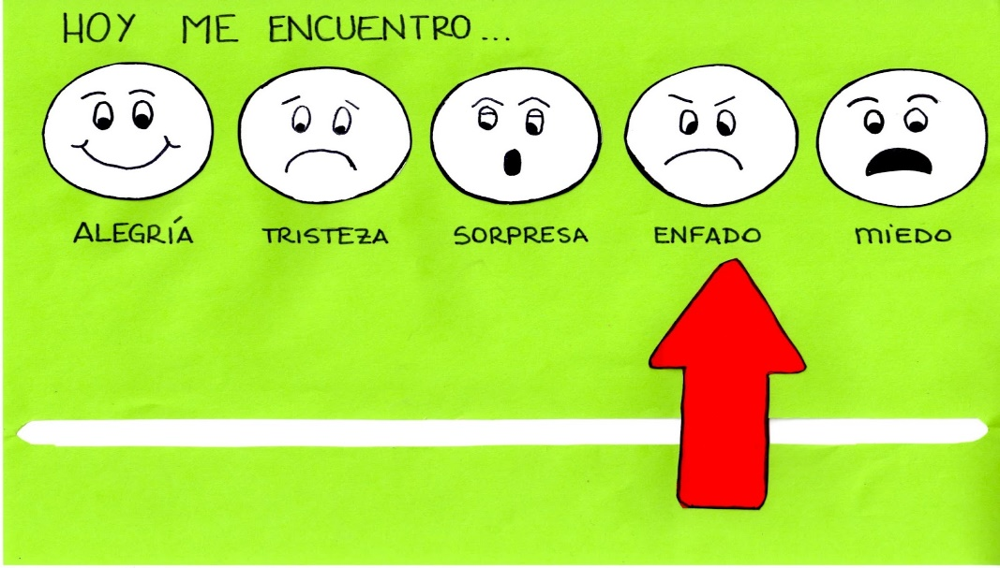 HOY ME ENCUENTRO...
ALEGRÍA TRISTEZA SORPRESA ENFADO MIEDO